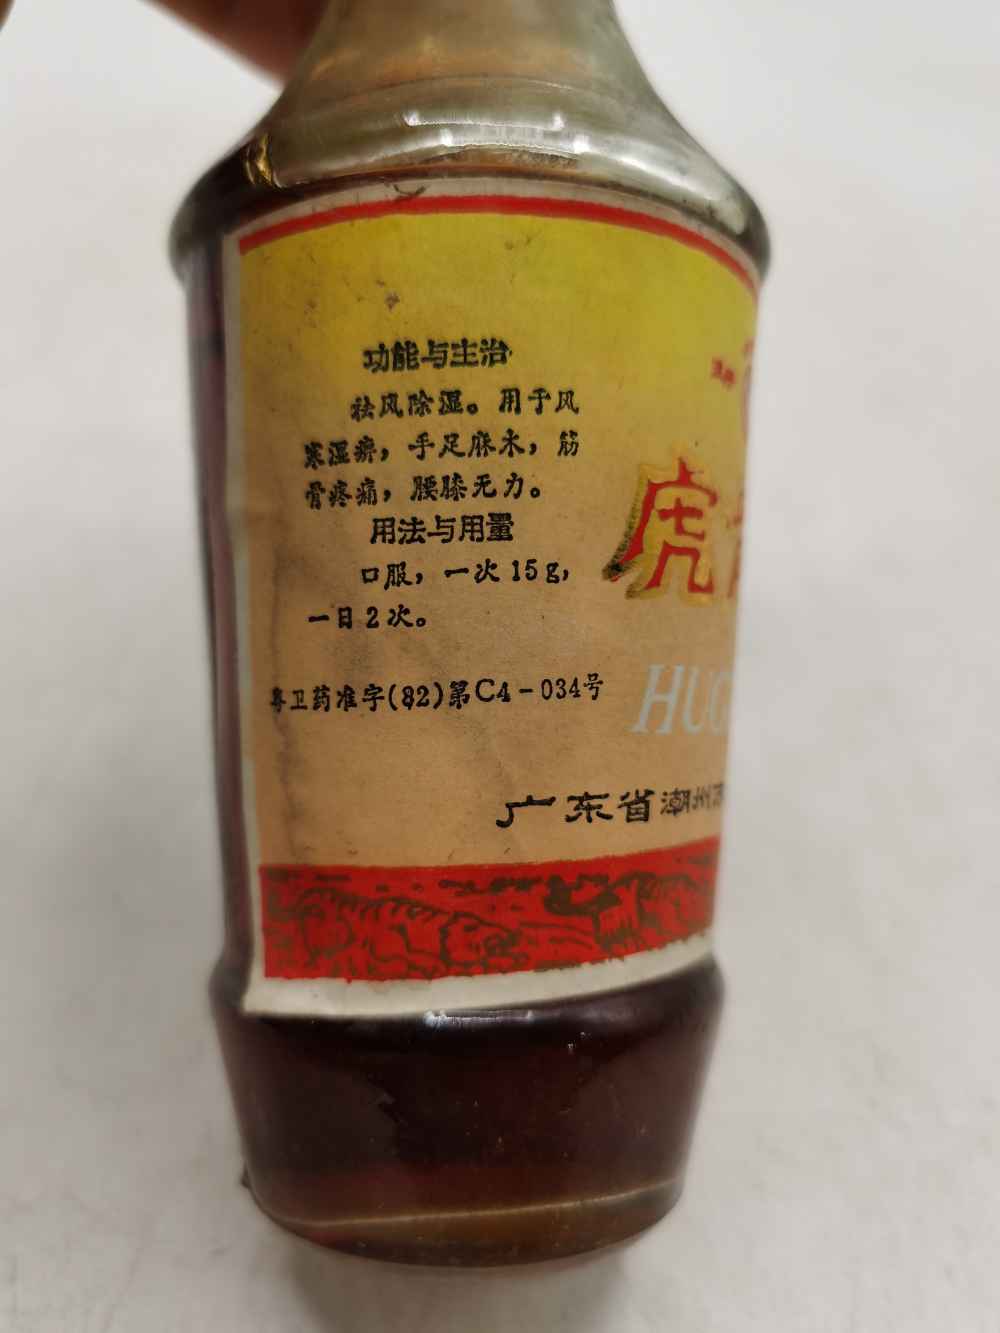 功能与主治
祛风除湿。用于风
寒湿痹，手足麻木，筋
骨疼痛，腰膝无力。
用法与用量
口服，一次15g，
一日2次。
粤卫药准字(82)第C4-034号
虎
HUG
广东省潮州